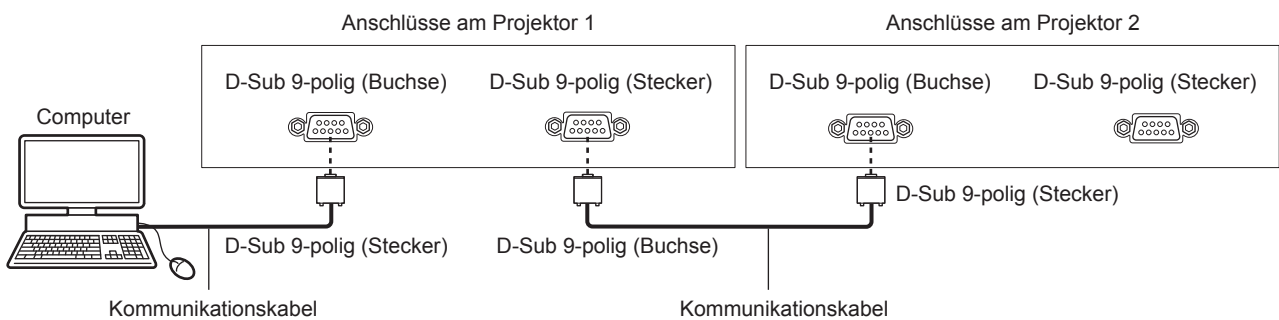 Anschlüsse am Projektor 1
Anschlüsse am Projektor 2
D-Sub 9-polig (Buchse)
D-Sub 9-polig (Stecker)
D-Sub 9-polig (Buchse)
D-Sub 9-polig (Stecker)
Computer
D-Sub 9-polig (Stecker)
D-Sub 9-polig (Stecker)
D-Sub 9-polig (Buchse)
Kommunikationskabel
Kommunikationskabel